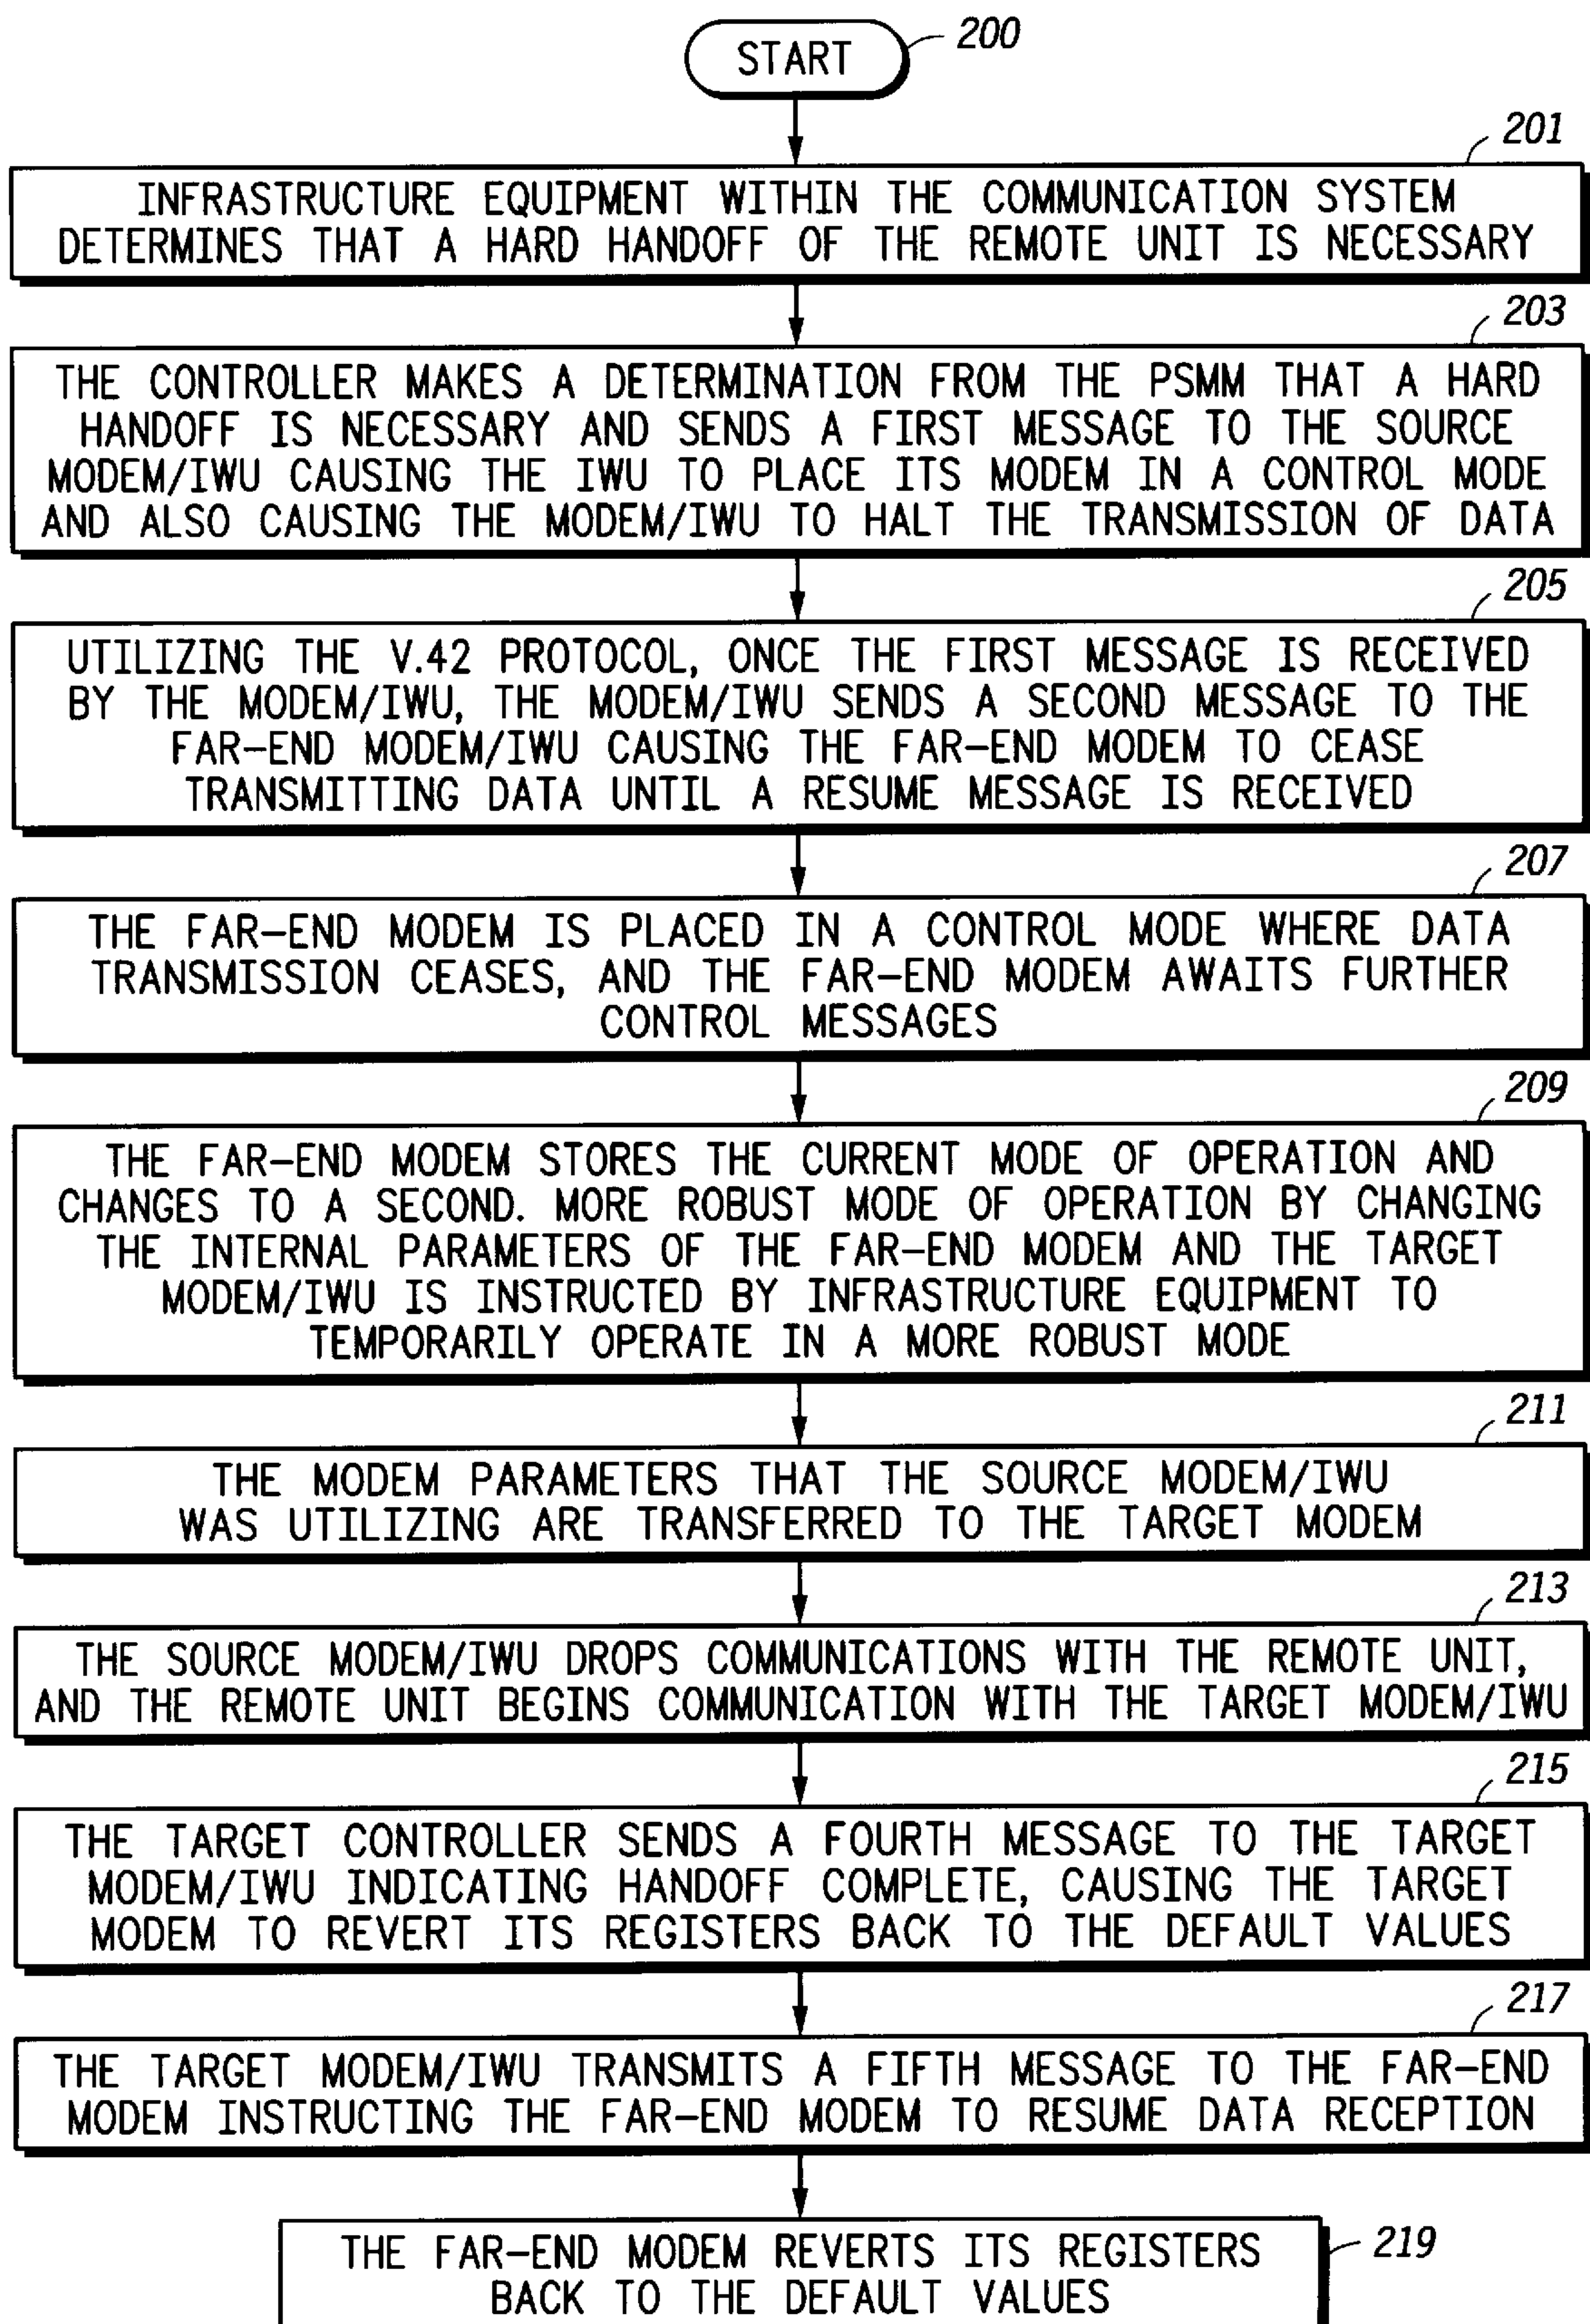 START
200
201
INFRASTRUCTURE EQUIPMENT WITHIN THE COMMUNICATION SYSTEM
DETERMINES THAT A HARD HANDOFF OF THE REMOTE UNIT IS NECESSARY
203
THE CONTROLLER MAKES A DETERMINATION FROM THE PSMM THAT A HARD
HANDOFF IS NECESSARY AND SENDS A FIRST MESSAGE TO THE SOURCE
MODEM/IWU CAUSING THE IWU TO PLACE ITS MODEM IN A CONTROL MODE
AND ALSO CAUSING THE MODEM/IWU TO HALT THE TRANSMISSION OF DATA
205
UTILIZING THE V.42 PROTOCOL, ONCE THE FIRST MESSAGE IS RECEIVED
BY THE MODEM/IWU, THE MODEM/IWU SENDS A SECOND MESSAGE TO THE
FAR-END MODEM/IWU CAUSING THE FAR-END MODEM TO CEASE
TRANSMITTING DATA UNTIL A RESUME MESSAGE IS RECEIVED
207
THE FAR-END MODEM IS PLACED IN A CONTROL MODE WHERE DATA
TRANSMISSION CEASES, AND THE FAR-END MODEM AWAITS FURTHER
CONTROL MESSAGES
209
THE FAR-END MODEM STORES THE CURRENT MODE OF OPERATION AND
CHANGES TO A SECOND. MORE ROBUST MODE OF OPERATION BY CHANGING
THE INTERNAL PARAMETERS OF THE FAR-END MODEM AND THE TARGET
MODEM/IWU IS INSTRUCTED BY INFRASTRUCTURE EQUIPMENT TO
TEMPORARILY OPERATE IN A MORE ROBUST MODE
211
THE MODEM PARAMETERS THAT THE SOURCE MODEM/IWU
WAS UTILIZING ARE TRANSFERRED TO THE TARGET MODEM
213
THE SOURCE MODEM/IWU DROPS COMMUNICATIONS WITH THE REMOTE UNIT,
AND THE REMOTE UNIT BEGINS COMMUNICATION WITH THE TARGET MODEM/IWU
215
THE TARGET CONTROLLER SENDS A FOURTH MESSAGE TO THE TARGET
MODEM/IWU INDICATING HANDOFF COMPLETE, CAUSING THE TARGET
MODEM TO REVERT ITS REGISTERS BACK TO THE DEFAULT VALUES
217
THE TARGET MODEM/IWU TRANSMITS A FIFTH MESSAGE TO THE FAR-END
MODEM INSTRUCTING THE FAR-END MODEM TO RESUME DATA RECEPTION
219
THE FAR-END MODEM REVERTS ITS REGISTERS
BACK TO THE DEFAULT VALUES